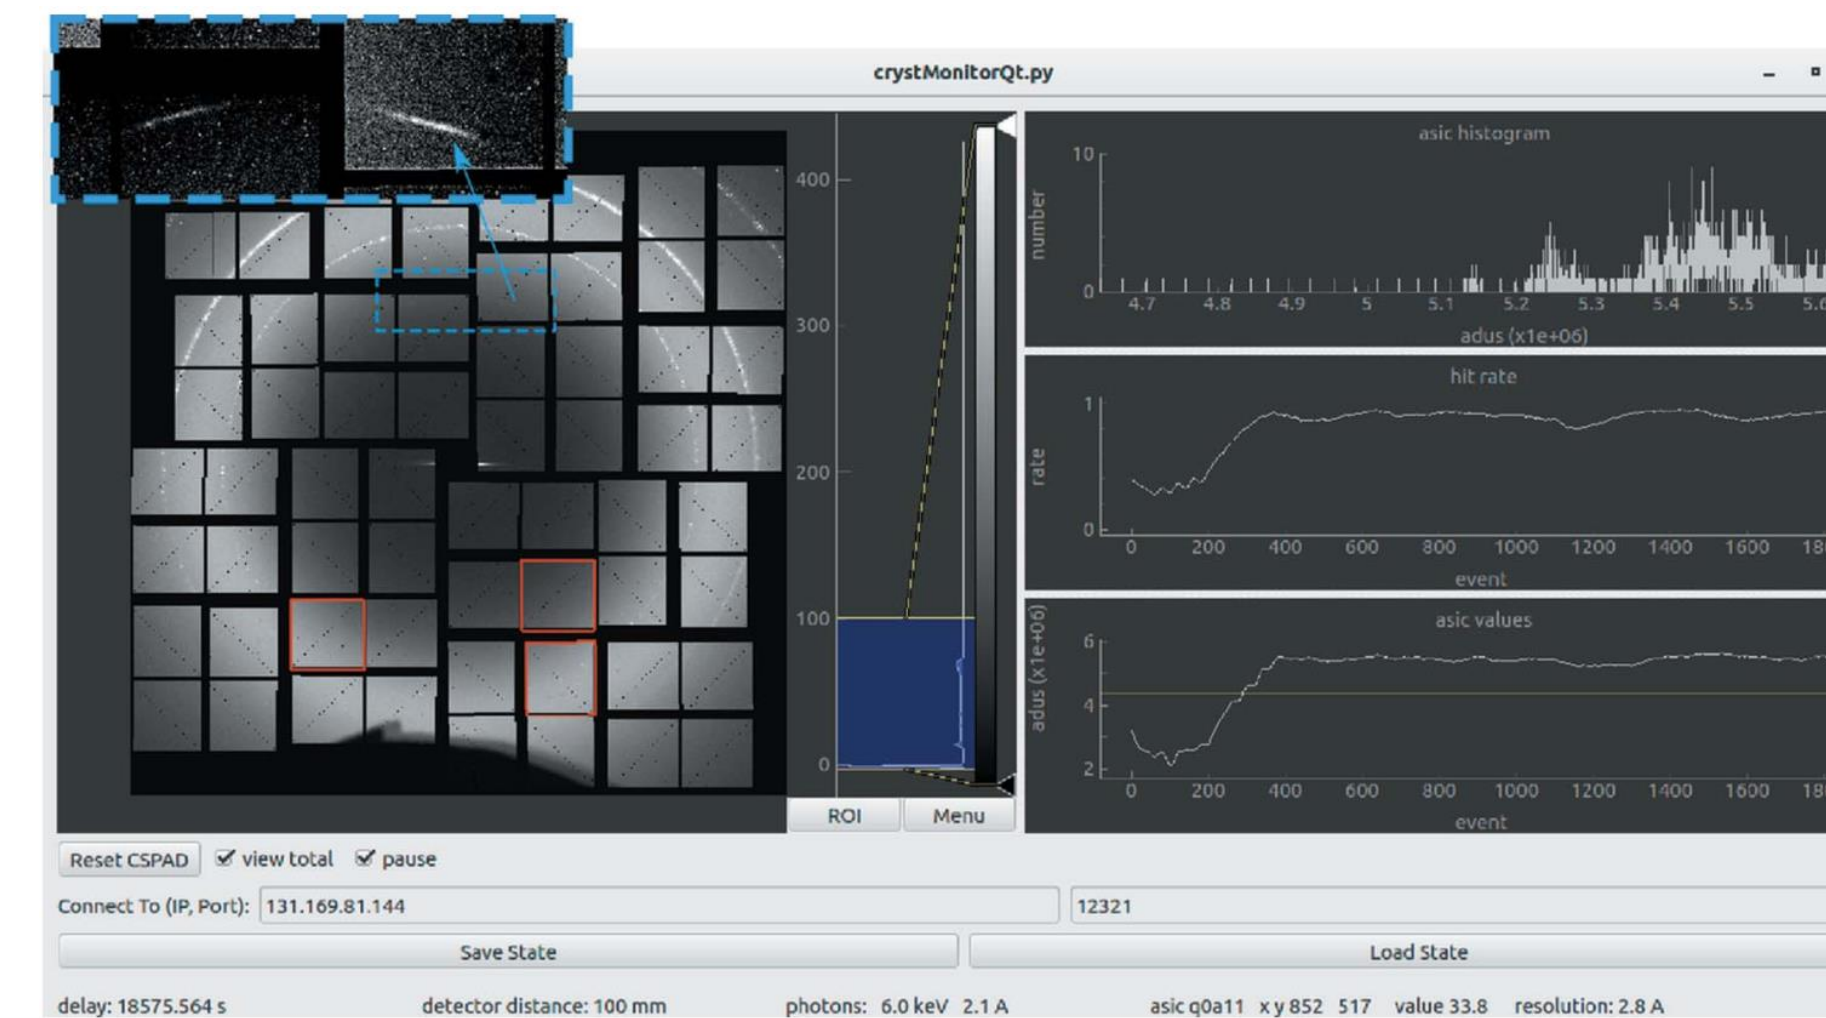 crystMonitorQt.py
400
300
200
100
0
ROI
Menu
asic histogram
number
10
0
4.7 4.8 4.9 5 5.1 5.2 5.3 5.4 5.5
adus (x1e+06)
hit rate
rate
1
0
0 200 400 600 800 1000 1200 1400 1600
event
asic values
adus (x1e+06)
6
4
2
0 200 400 600 800 1000 1200 1400 1600
event
Reset CSPAD view total pause
Connect To (IP, Port): 131.169.81.144 12321
Save State Load State
delay: 18575.564 s detector distance: 100 mm photons: 6.0 keV 2.1 A asic q0a11 x y 852 517 value 33.8 resolution: 2.8 A